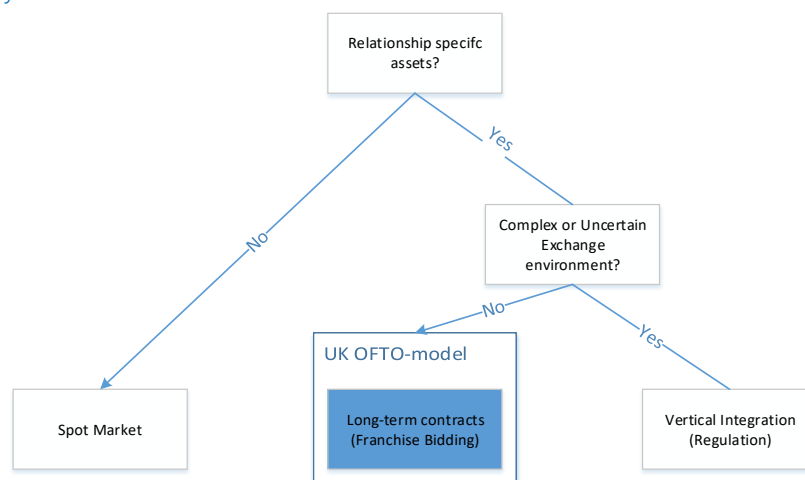 Relationship specifc
assets?
Yes
No
Complex or Uncertain
Exchange
environment?
No
Yes
UK OFTO-model
Spot Market
Long-term contracts
(Franchise Bidding)
Vertical Integration
(Regulation)